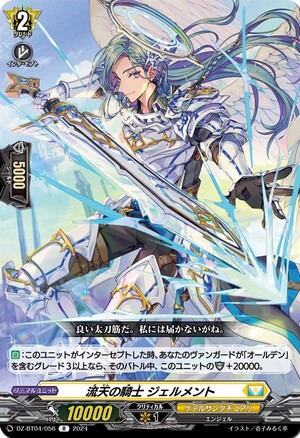 2
グレード
インターセプト
5000
良い太刀筋だ。私には届かないがね。
:このユニットがインターセプトした時、あなたのヴァンガードが「オールデン」
を含むグレード3以上なら、そのバトル中、このユニットの +20000。
ノーマルユニット
流天の騎士 ジェルメント
ケテルサンクチュアリ
パワー
10000
クリティカル
1
エンジェル
DZ-BT04/056 R 2024
イラスト/壱子みるく亭